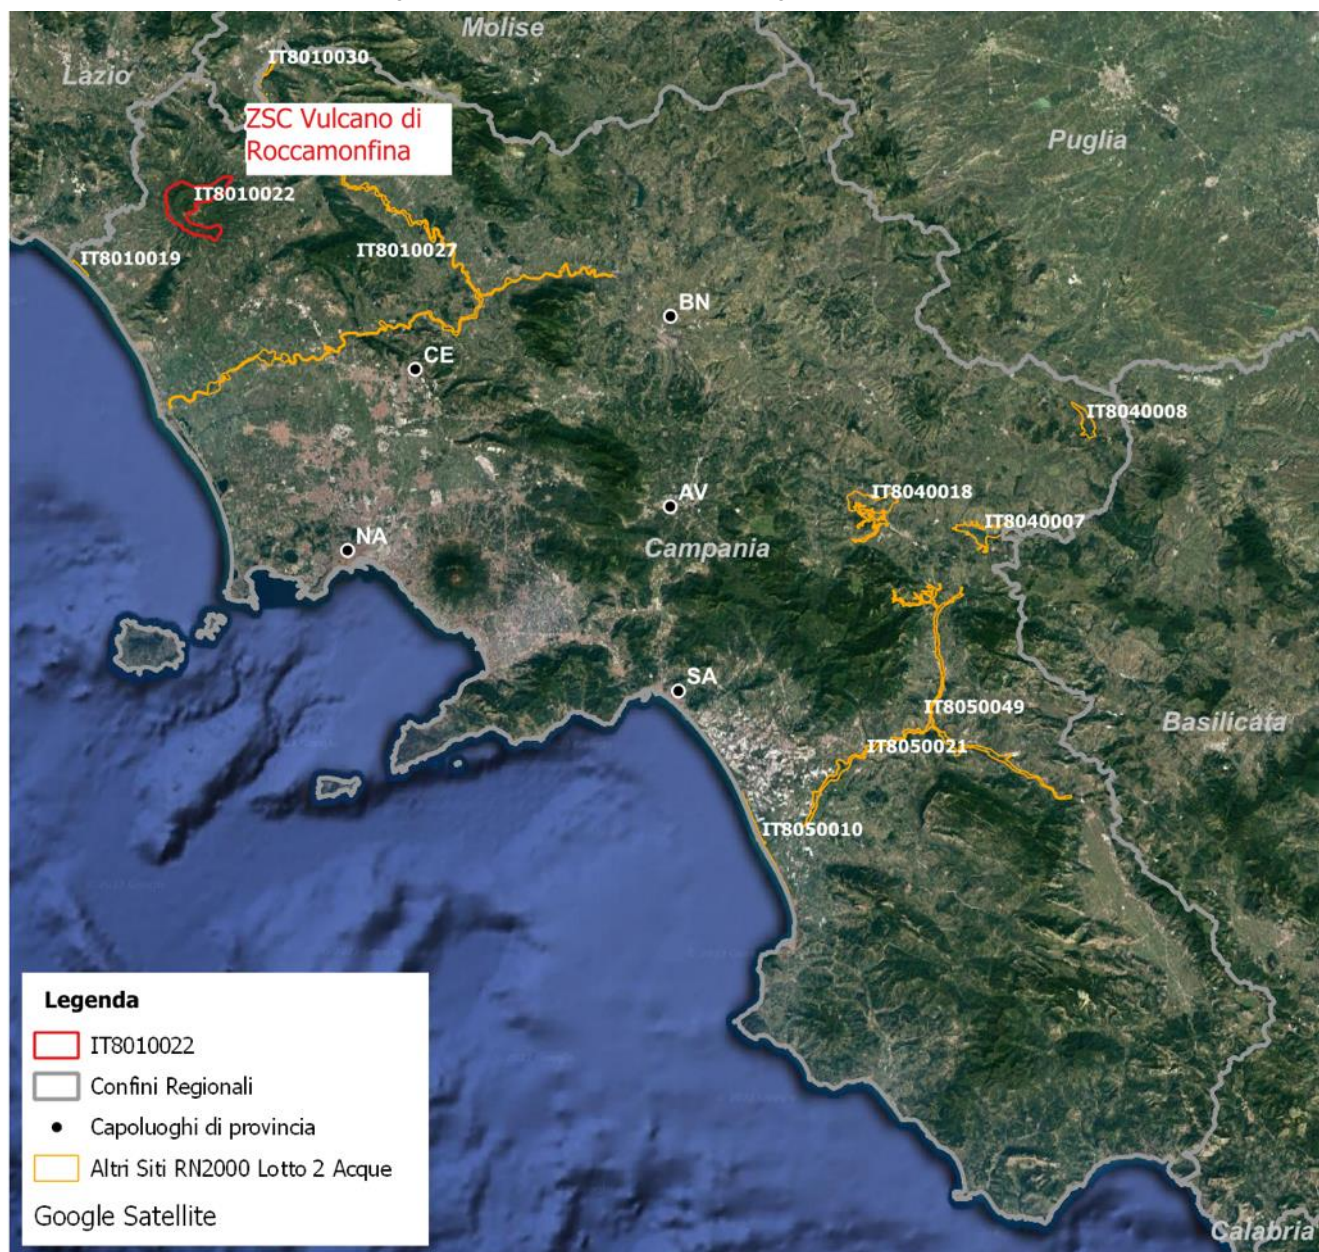 Molise
IT8010030
Lazio
ZSC Vulcano di
Roccamonfina
Puglia
IT8010022
IT8010027
IT8010019
BN
CE
IT8040008
IT8040018
AV
IT8040007
NA
Campania
SA
IT8050049
Basilicata
IT8050021
IT8050010
Legenda
IT8010022
Confini Regionali
Capoluoghi di provincia
Altri Siti RN2000 Lotto 2 Acque
Google Satellite
Calabria